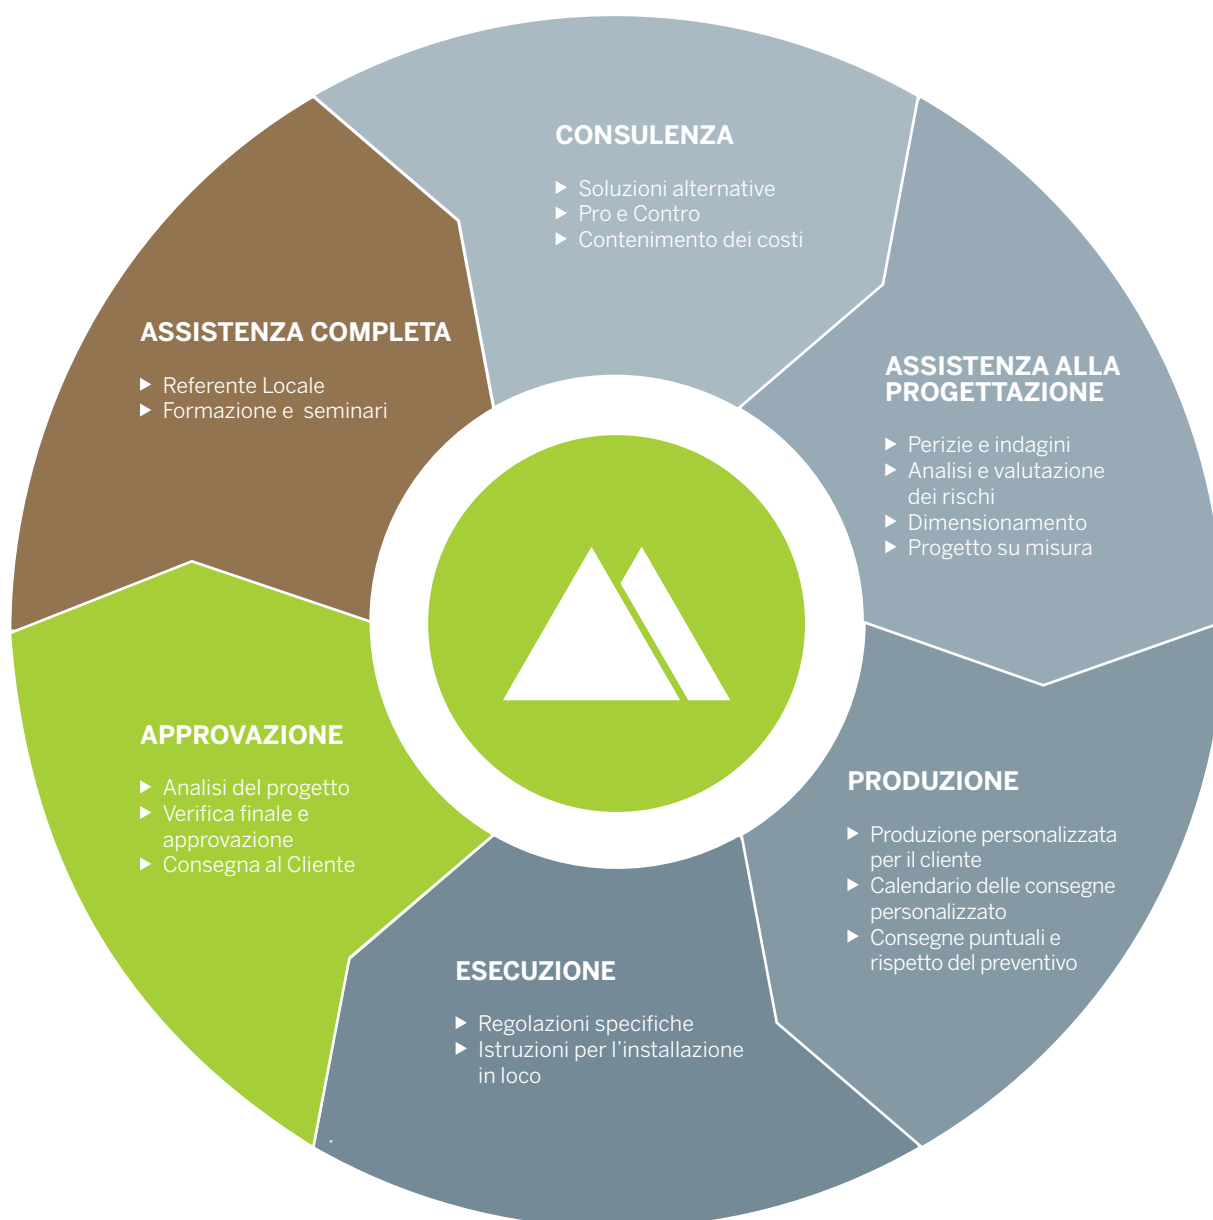 CONSULENZA
▶ Soluzioni alternative
▶ Pro e Contro
▶ Contenimento dei costi
ASSISTENZA ALLA
PROGETTAZIONE
▶ Perizie e indagini
▶ Analisi e valutazione
dei rischi
▶ Dimensionamento
▶ Progetto su misura
PRODUZIONE
▶ Produzione personalizzata
per il cliente
▶ Calendario delle consegne
personalizzato
▶ Consegne puntuali e
rispetto del preventivo
ESECUZIONE
▶ Regolazioni specifiche
▶ Istruzioni per l'installazione
in loco
APPROVAZIONE
▶ Analisi del progetto
▶ Verifica finale e
approvazione
▶ Consegna al Cliente
ASSISTENZA COMPLETA
▶ Referente Locale
▶ Formazione e seminari